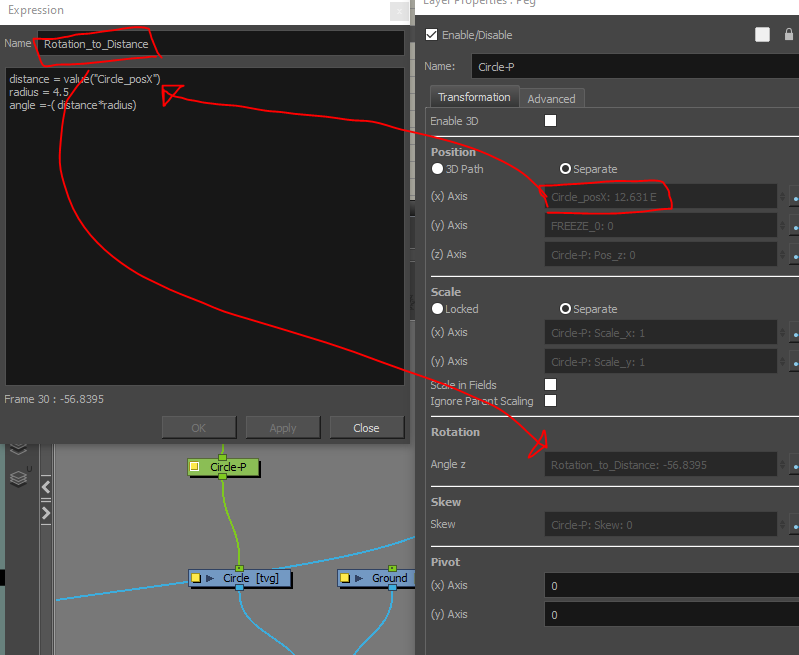 Expression
Name
Rotation_to_Distance
distance = value("Circle_posX")
radius = 4.5
angle =-( distance*radius)
Frame 30 : -56.8395
OK
Apply
Close
Circle-P
Circle [tvg]
Ground
Layer Properties : Peg
Enable/Disable
Name:
Circle-P
Transformation
Advanced
Enable 3D
Position
3D Path
Separate
(x) Axis
Circle_posX: 12.631 E
(y) Axis
FREEZE_0: 0
(z) Axis
Circle-P: Pos_z: 0
Scale
Locked
Separate
(x) Axis
Circle-P: Scale_x: 1
(y) Axis
Circle-P: Scale_y: 1
Scale in Fields
Ignore Parent Scaling
Rotation
Angle z
Rotation_to_Distance: -56.8395
Skew
Skew
Circle-P: Skew: 0
Pivot
(x) Axis
0
(y) Axis
0